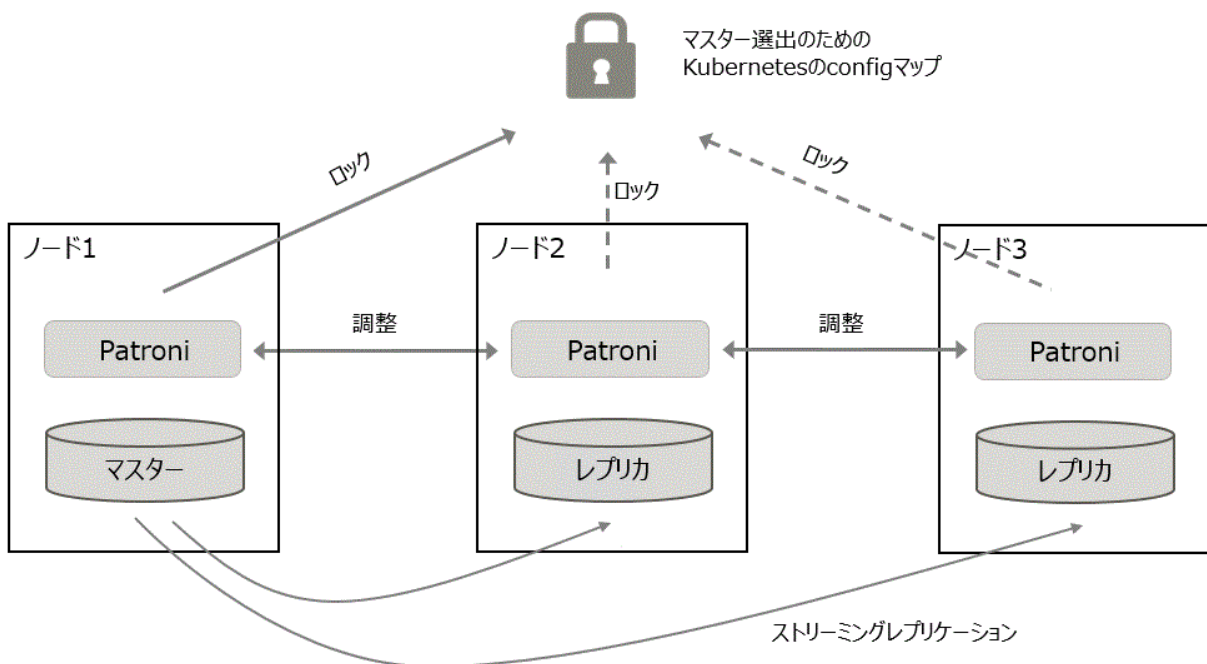 マスター選出のための
Kubernetesのconfigマップ
ロック
ロック
ロック
ノード1
ノード2
ノード3
Patroni
調整
Patroni
調整
Patroni
マスター
レプリカ
レプリカ
ストリーミングレプリケーション